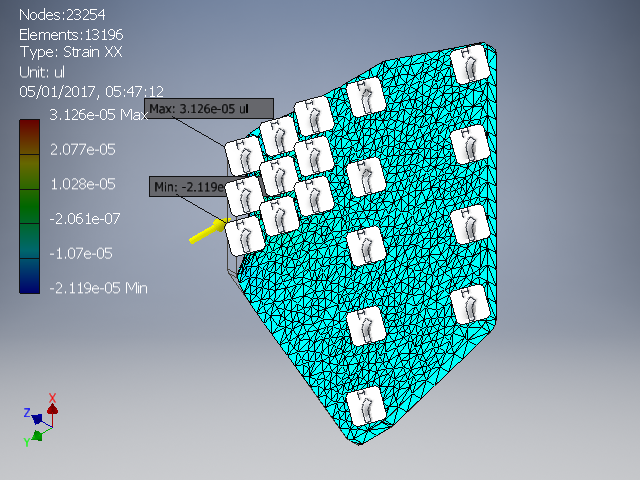 Nodes:23254
Elements:13196
Type: Strain XX
Unit: ul
05/01/2017, 05:47:12
3.126e-05 Max
2.077e-05
1.028e-05
-2.061e-07
-1.07e-05
-2.119e-05 Min
Max: 3.126e-05 ul
Min: -2.119e
X
Z
Y